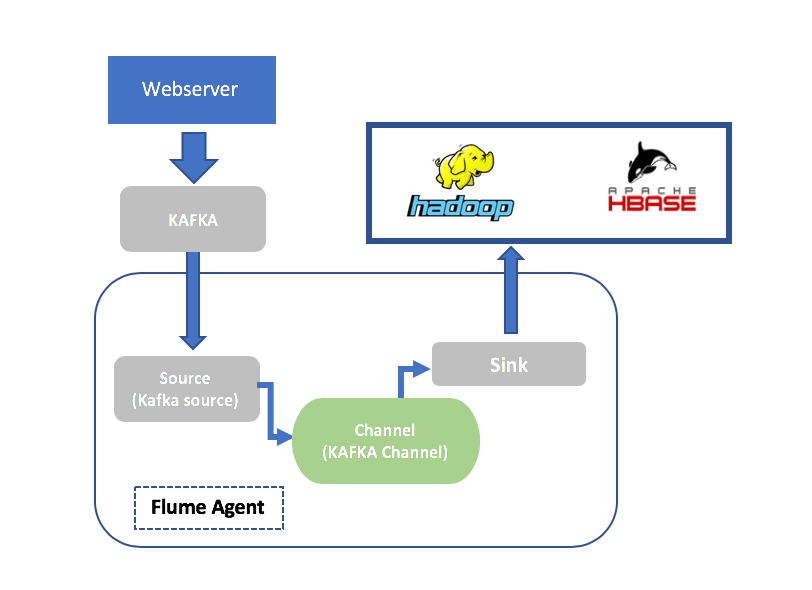 Webserver
KAFKA
hadoop
APACHE
HBASE
Source
(Kafka source)
Channel
(KAFKA Channel)
Sink
Flume Agent